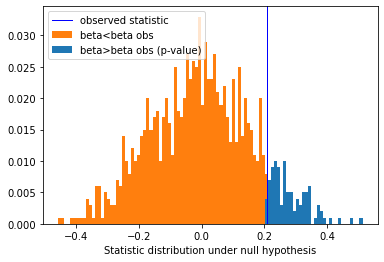 observed statistic
beta<beta obs
beta>beta obs (p-value)
0.035
0.030
0.025
0.020
0.015
0.010
0.005
0.000
−0.4 −0.2 0.0 0.2 0.4
Statistic distribution under null hypothesis